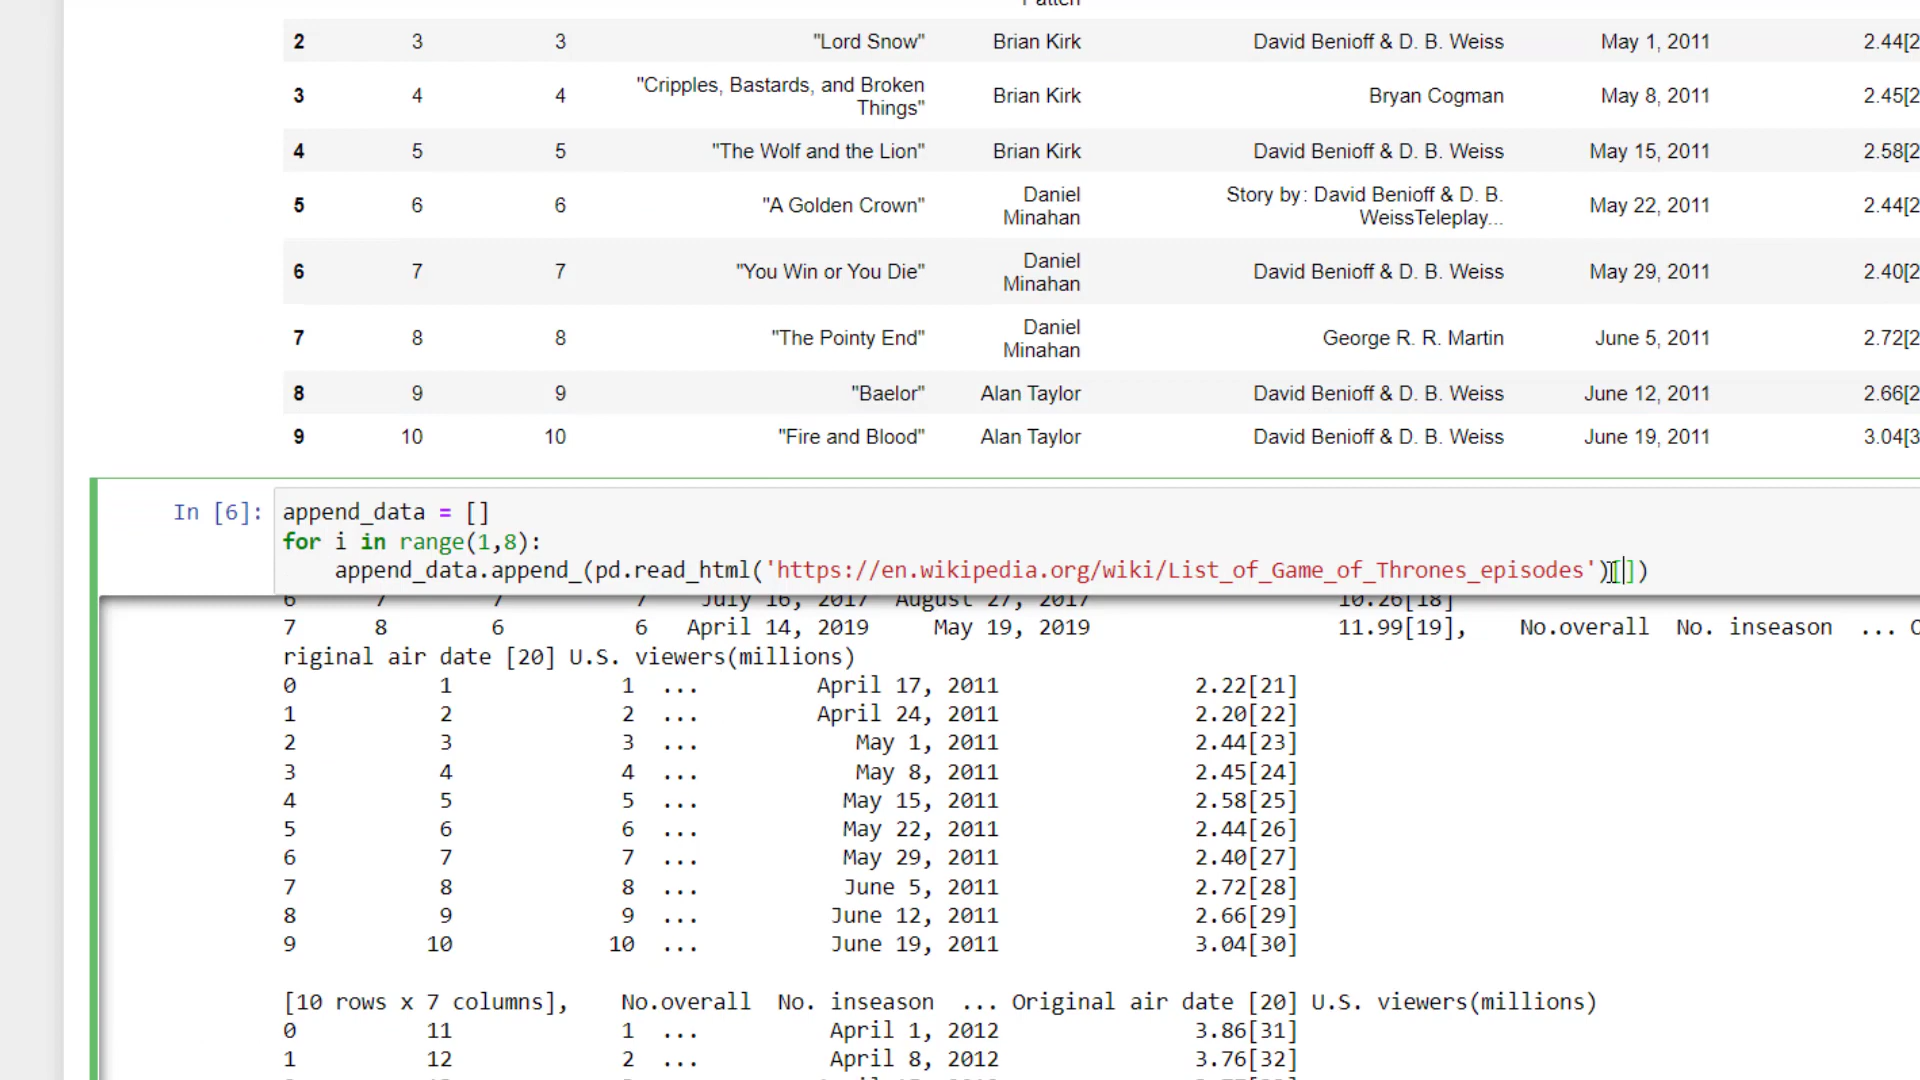 2 3 3 "Lord Snow" Brian Kirk David Benioff & D. B. Weiss May 1, 2011 2.44[2
3 4 4 "Cripples, Bastards, and Broken Things" Brian Kirk Bryan Cogman May 8, 2011 2.45[2
4 5 5 "The Wolf and the Lion" Brian Kirk David Benioff & D. B. Weiss May 15, 2011 2.58[2
5 6 6 "A Golden Crown" Daniel Minahan Story by: David Benioff & D. B. WeissTeleplay... May 22, 2011 2.44[2
6 7 7 "You Win or You Die" Daniel Minahan David Benioff & D. B. Weiss May 29, 2011 2.40[2
7 8 8 "The Pointy End" Daniel Minahan George R. R. Martin June 5, 2011 2.72[2
8 9 9 "Baelor" Alan Taylor David Benioff & D. B. Weiss June 12, 2011 2.66[2
9 10 10 "Fire and Blood" Alan Taylor David Benioff & D. B. Weiss June 19, 2011 3.04[3
In [6]: append_data = []
for i in range(1,8):
append_data.append_(pd.read_html('https://en.wikipedia.org/wiki/List_of_Game_of_Thrones_episodes')[])
6 7 7 7 July 16, 2017 August 27, 2017 10.26[18]
7 8 6 6 April 14, 2019 May 19, 2019 11.99[19], No.overall No. inseason ... O
riginal air date [20] U.S. viewers(millions)
0 1 1 ... April 17, 2011 2.22[21]
1 2 2 ... April 24, 2011 2.20[22]
2 3 3 ... May 1, 2011 2.44[23]
3 4 4 ... May 8, 2011 2.45[24]
4 5 5 ... May 15, 2011 2.58[25]
5 6 6 ... May 22, 2011 2.44[26]
6 7 7 ... May 29, 2011 2.40[27]
7 8 8 ... June 5, 2011 2.72[28]
8 9 9 ... June 12, 2011 2.66[29]
9 10 10 ... June 19, 2011 3.04[30]
[10 rows x 7 columns], No.overall No. inseason ... Original air date [20] U.S. viewers(millions)
0 11 1 ... April 1, 2012 3.86[31]
1 12 2 ... April 8, 2012 3.76[32]